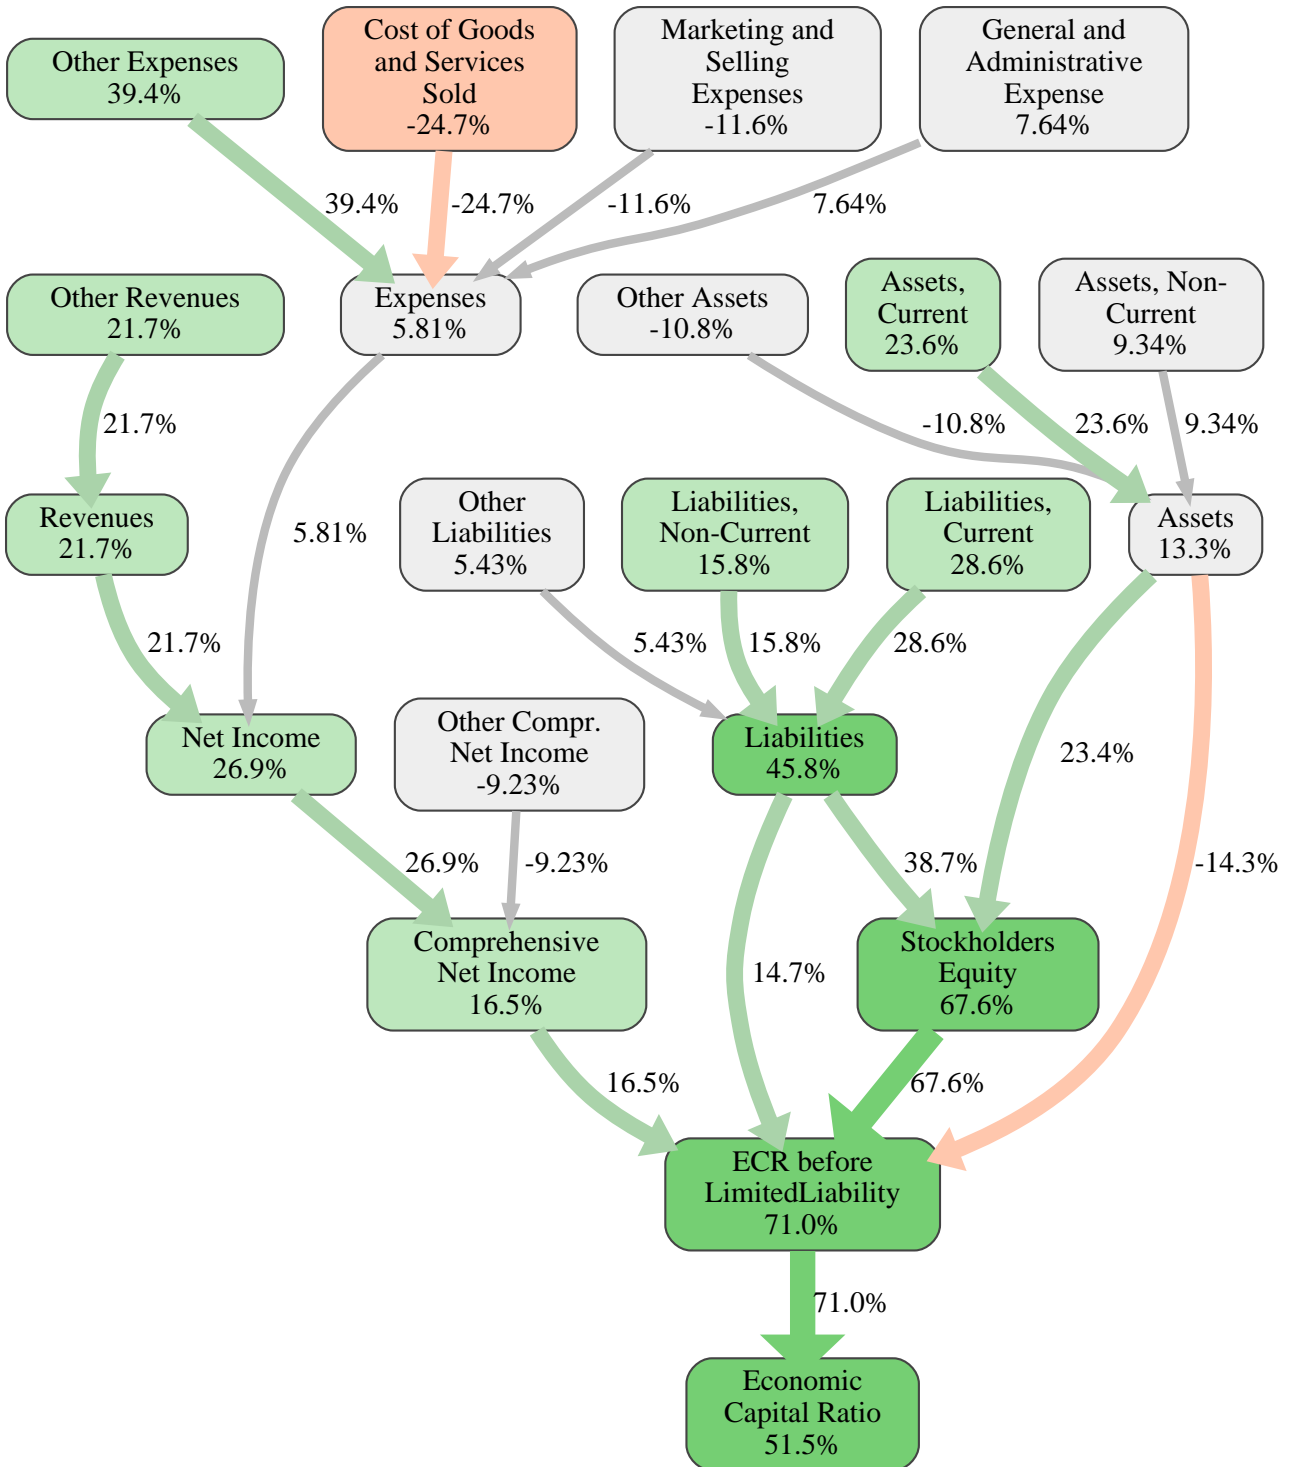 Other Expenses
39.4%
Cost of Goods
and Services
Sold
-24.7%
Marketing and
Selling
Expenses
-11.6%
General and
Administrative
Expense
7.64%
39.4%
-24.7%
-11.6%
7.64%
Other Revenues
21.7%
Expenses
5.81%
Other Assets
-10.8%
Assets,
Current
23.6%
Assets, Non-
Current
9.34%
21.7%
-10.8%
23.6%
9.34%
Revenues
21.7%
5.81%
Other
Liabilities
5.43%
Liabilities,
Non-Current
15.8%
Liabilities,
Current
28.6%
Assets
13.3%
21.7%
5.43%
15.8%
28.6%
Net Income
26.9%
Other Compr.
Net Income
-9.23%
Liabilities
45.8%
23.4%
26.9%
-9.23%
38.7%
-14.3%
Comprehensive
Net Income
16.5%
14.7%
Stockholders
Equity
67.6%
16.5%
67.6%
ECR before
LimitedLiability
71.0%
71.0%
Economic
Capital Ratio
51.5%